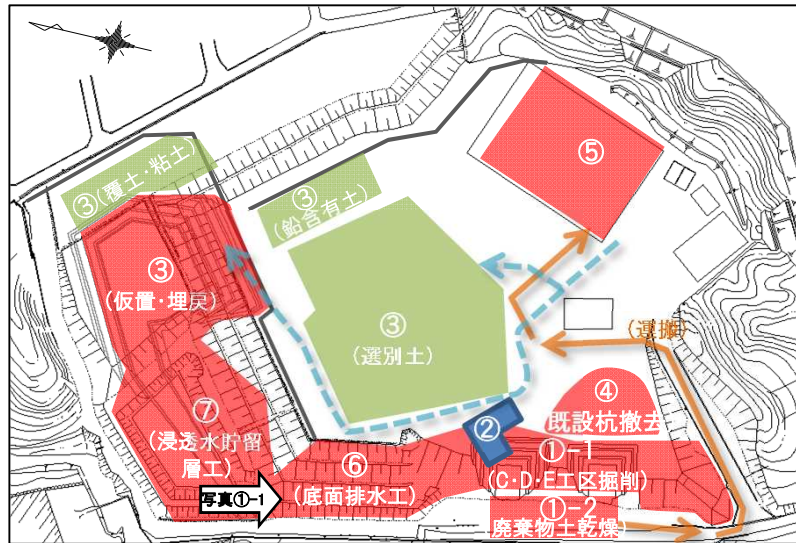 ③(覆土・粘土)
③
(鉛含有土)
⑤
③
(仮置・埋戻)
③
(選別土)
(運搬)
④
既設杭撤去
②
⑦
(浸透水貯留
層工)
⑥
(底面排水工)
①-1
(C・D・E工区掘削)
①-2
廃棄物土乾燥)
写真①-1